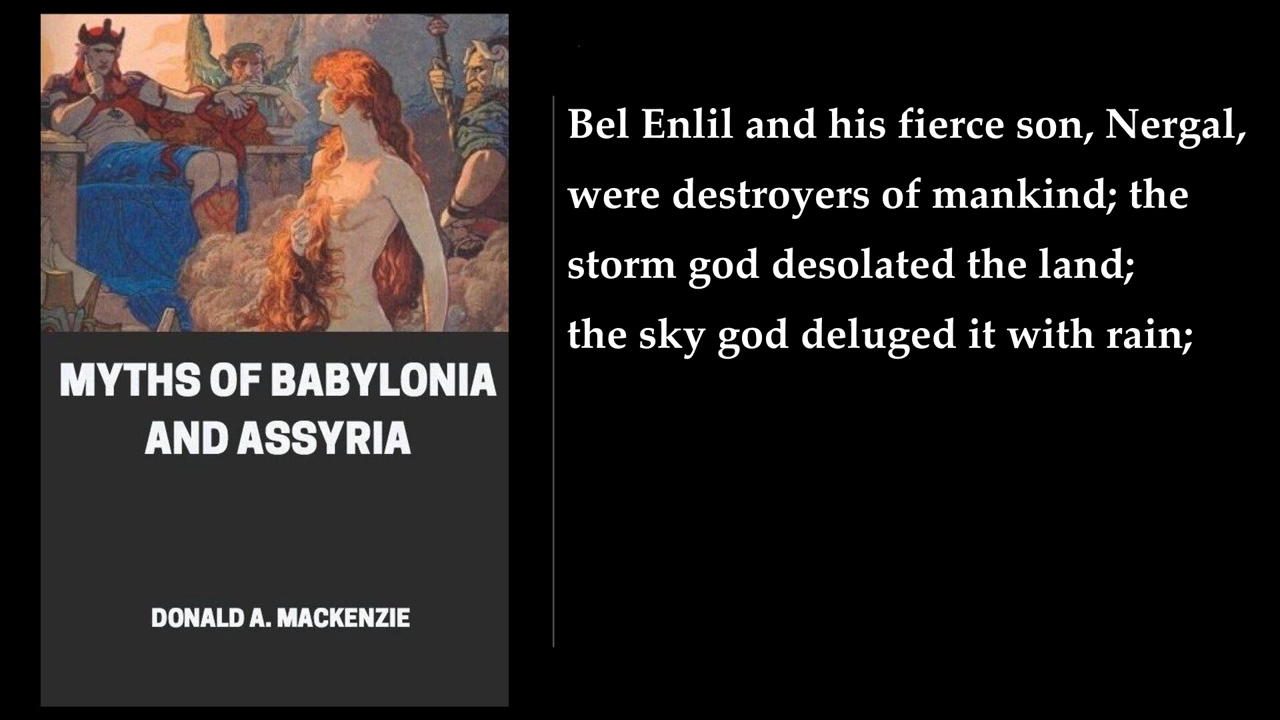 MYTHS OF BABYLONIA
AND ASSYRIA
DONALD A. MACKENZIE
Bel Enlil and his fierce son, Nergal,
were destroyers of mankind; the
storm god desolated the land;
the sky god deluged it with rain;